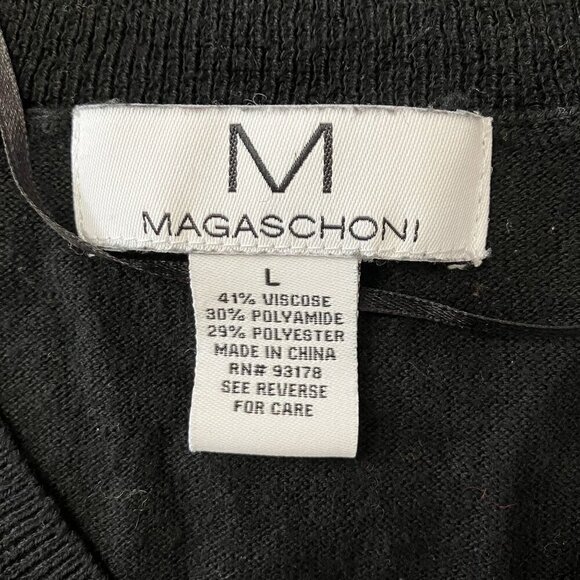 M
MAGASCHONI
L
41% VISCOSE
30% POLYAMIDE
29% POLYESTER
MADE IN CHINA
RN# 93178
SEE REVERSE
FOR CARE